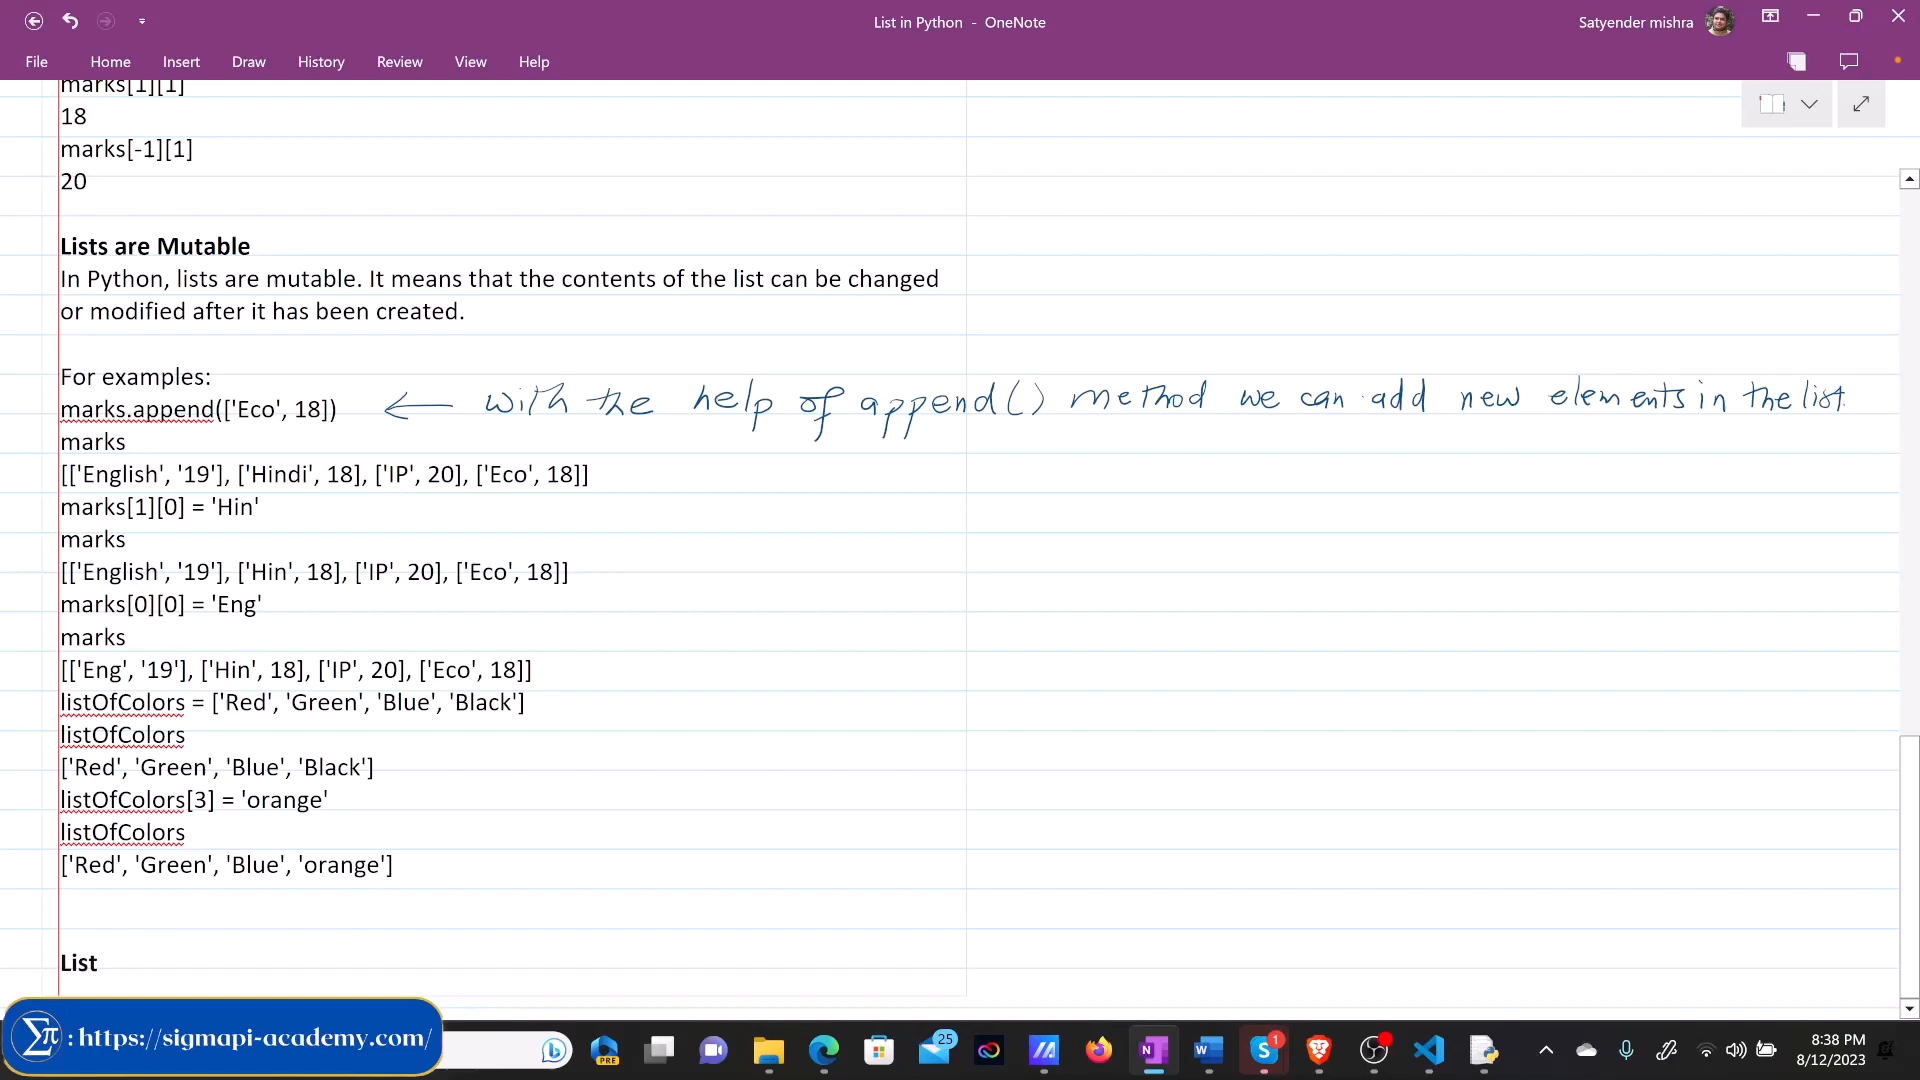 List in Python - OneNote
Satyender mishra
File Home Insert Draw History Review View Help
marks[1][1]
18
marks[-1][1]
20
Lists are Mutable
In Python, lists are mutable. It means that the contents of the list can be changed
or modified after it has been created.
For examples:
marks.append(['Eco', 18]) ← with the help of append() method we can add new elements in the list.
marks
[['English', '19'], ['Hindi', 18], ['IP', 20], ['Eco', 18]]
marks[1][0] = 'Hin'
marks
[['English', '19'], ['Hin', 18], ['IP', 20], ['Eco', 18]]
marks[0][0] = 'Eng'
marks
[['Eng', '19'], ['Hin', 18], ['IP', 20], ['Eco', 18]]
listOfColors = ['Red', 'Green', 'Blue', 'Black']
listOfColors
['Red', 'Green', 'Blue', 'Black']
listOfColors[3] = 'orange'
listOfColors
['Red', 'Green', 'Blue', 'orange']
List
Σπ : https://sigmapi-academy.com/
PRE
25
N
W
S 1
8:38 PM
8/12/2023